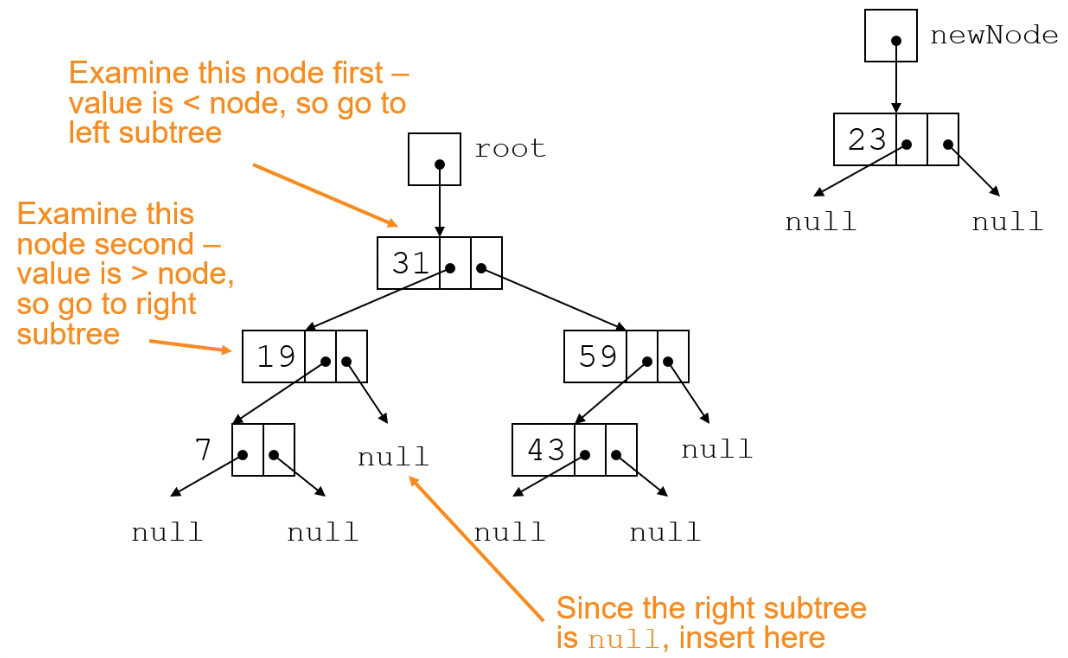 newNode
Examine this node first –
value is < node, so go to
left subtree
root
23
null
null
Examine this
node second –
value is > node,
so go to right
subtree
31
19
59
7
null
43
null
null
null
null
null
Since the right subtree
is null, insert here